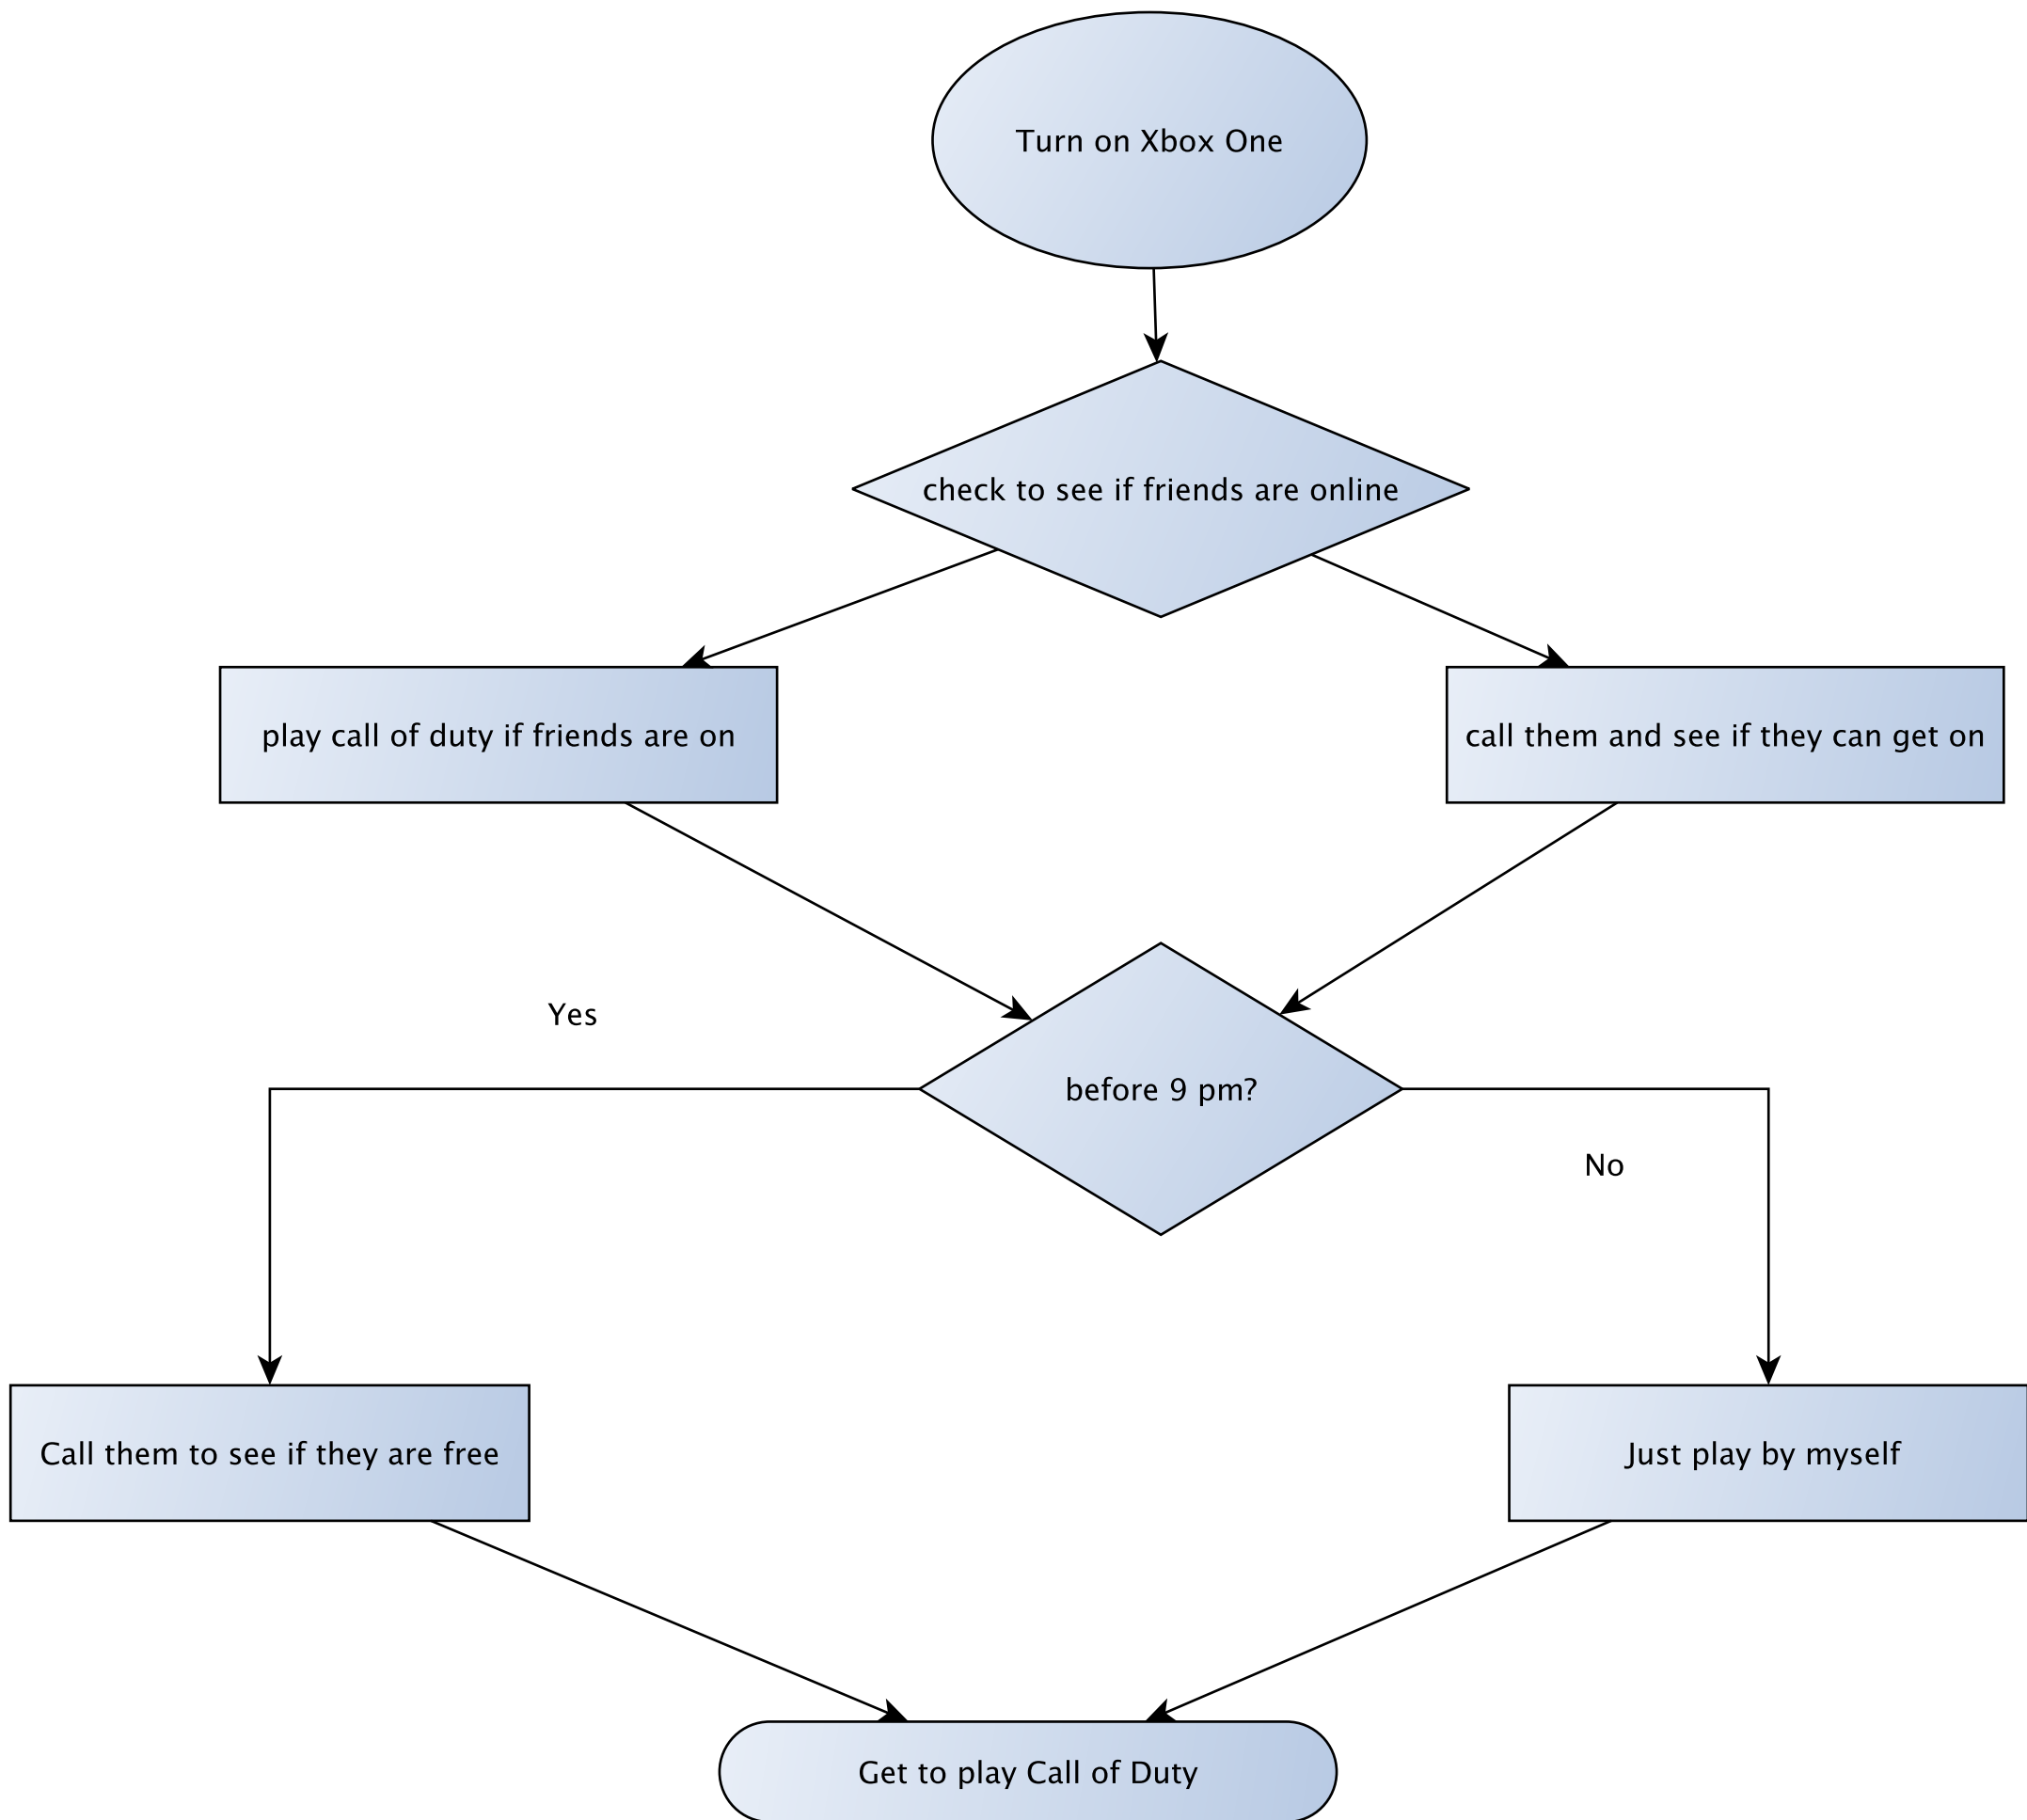 Turn on Xbox One
check to see if friends are online
play call of duty if friends are on
call them and see if they can get on
Yes
before 9 pm?
No
Call them to see if they are free
Just play by myself
Get to play Call of Duty